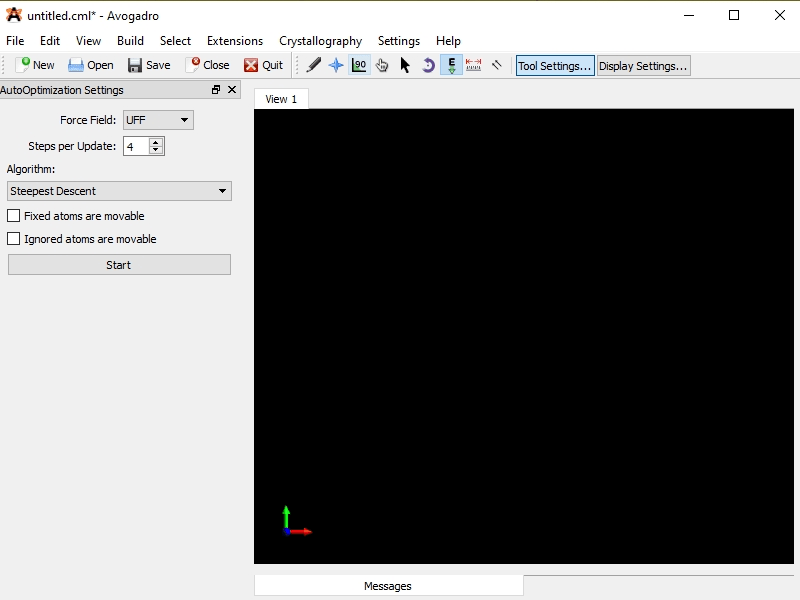 untitled.cml* - Avogadro
File Edit View Build Select Extensions Crystallography Settings Help
New Open Save Close Quit 90 E Tool Settings... Display Settings...
AutoOptimization Settings
View 1
Force Field: UFF
Steps per Update: 4
Algorithm:
Steepest Descent
Fixed atoms are movable
Ignored atoms are movable
Start
Messages